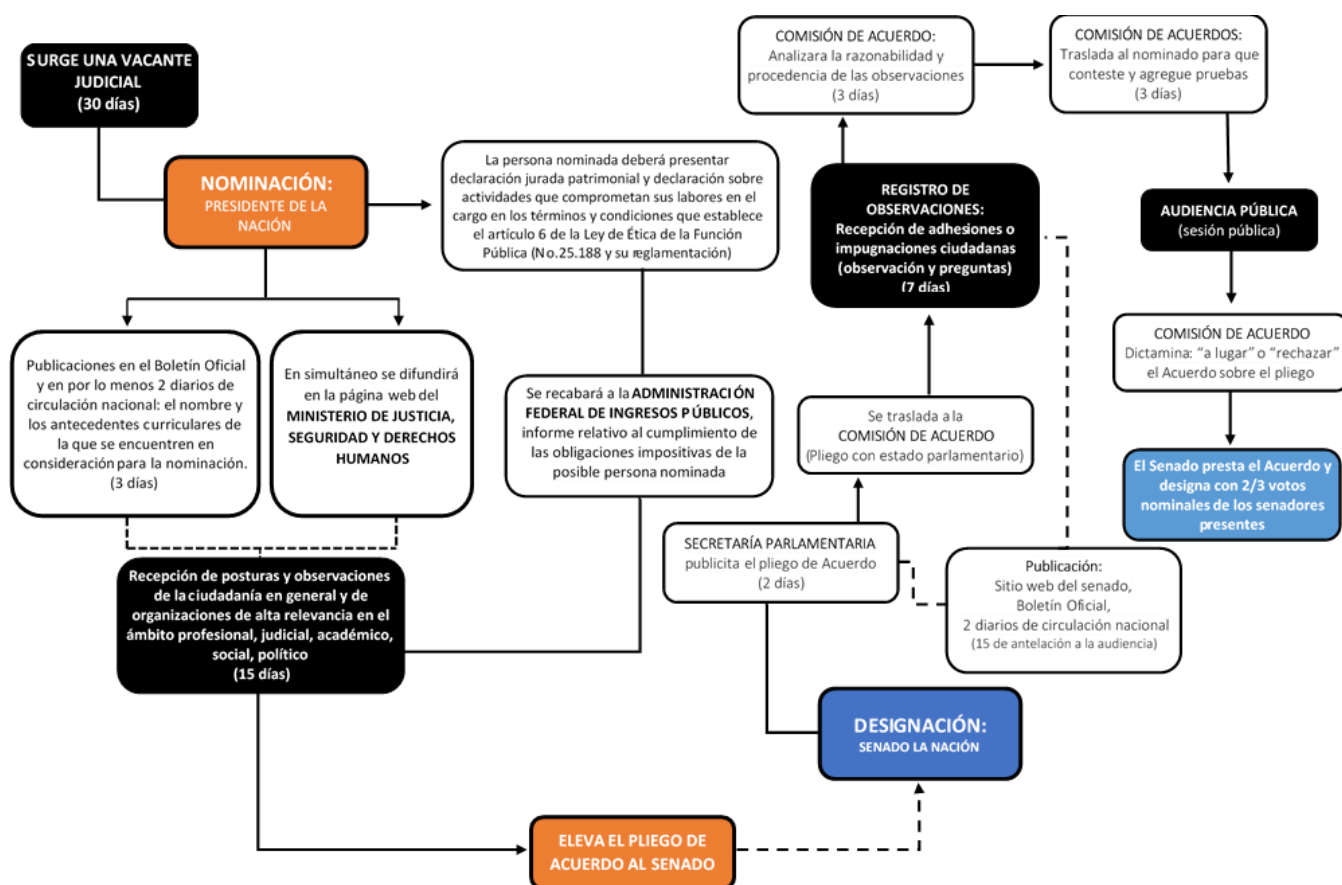 SURGE UNA VACANTE
JUDICIAL
(30 días)
NOMINACIÓN:
PRESIDENTE DE LA
NACIÓN
La persona nominada deberá presentar
declaración jurada patrimonial y declaración sobre
actividades que comprometan sus labores en el
cargo en los términos y condiciones que establece
el artículo 6 de la Ley de Ética de la Función
Pública (No.25.188 y su reglamentación)
Publicaciones en el Boletín Oficial
y en por lo menos 2 diarios de
circulación nacional: el nombre y
los antecedentes curriculares de
la que se encuentren en
consideración para la nominación.
(3 días)
En simultáneo se difundirá
en la página web del
MINISTERIO DE JUSTICIA,
SEGURIDAD Y DERECHOS
HUMANOS
Se recabará a la ADMINISTRACIÓN
FEDERAL DE INGRESOS PÚBLICOS,
informe relativo al cumplimiento de
las obligaciones impositivas de la
posible persona nominada
Recepción de posturas y observaciones
de la ciudadanía en general y de
organizaciones de alta relevancia en el
ámbito profesional, judicial, académico,
social, político
(15 días)
ELEVA EL PLIEGO DE
ACUERDO AL SENADO
DESIGNACIÓN:
SENADO LA NACIÓN
SECRETARÍA PARLAMENTARIA
publicita el pliego de Acuerdo
(2 días)
Publicación:
Sitio web del senado,
Boletín Oficial,
2 diarios de circulación nacional
(15 de antelación a la audiencia)
Se traslada a la
COMISIÓN DE ACUERDO
(Pliego con estado parlamentario)
REGISTRO DE
OBSERVACIONES:
Recepción de adhesiones o
impugnaciones ciudadanas
(observación y preguntas)
(7 días)
COMISIÓN DE ACUERDO:
Analizara la razonabilidad y
procedencia de las observaciones
(3 días)
COMISIÓN DE ACUERDOS:
Traslada al nominado para que
conteste y agregue pruebas
(3 días)
AUDIENCIA PÚBLICA
(sesión pública)
COMISIÓN DE ACUERDO
Dictamina: “a lugar” o “rechazar”
el Acuerdo sobre el pliego
El Senado presta el Acuerdo y
designa con 2/3 votos
nominales de los senadores
presentes